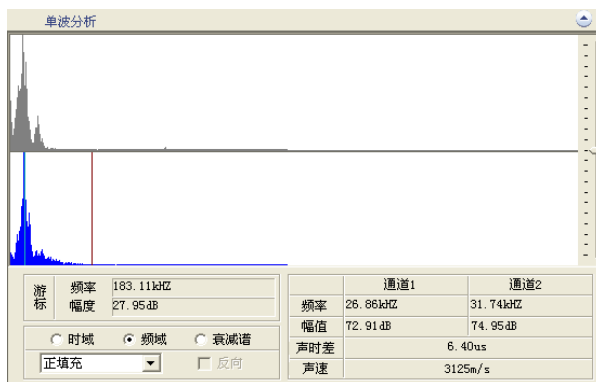 单波分析
游标 频率 183.11kHZ
幅度 27.95dB
时域 频域 衰减谱
正填充 反向
通道1 通道2
频率 26.86kHZ 31.74kHZ
幅值 72.91dB 74.95dB
声时差 6.40us
声速 3125m/s